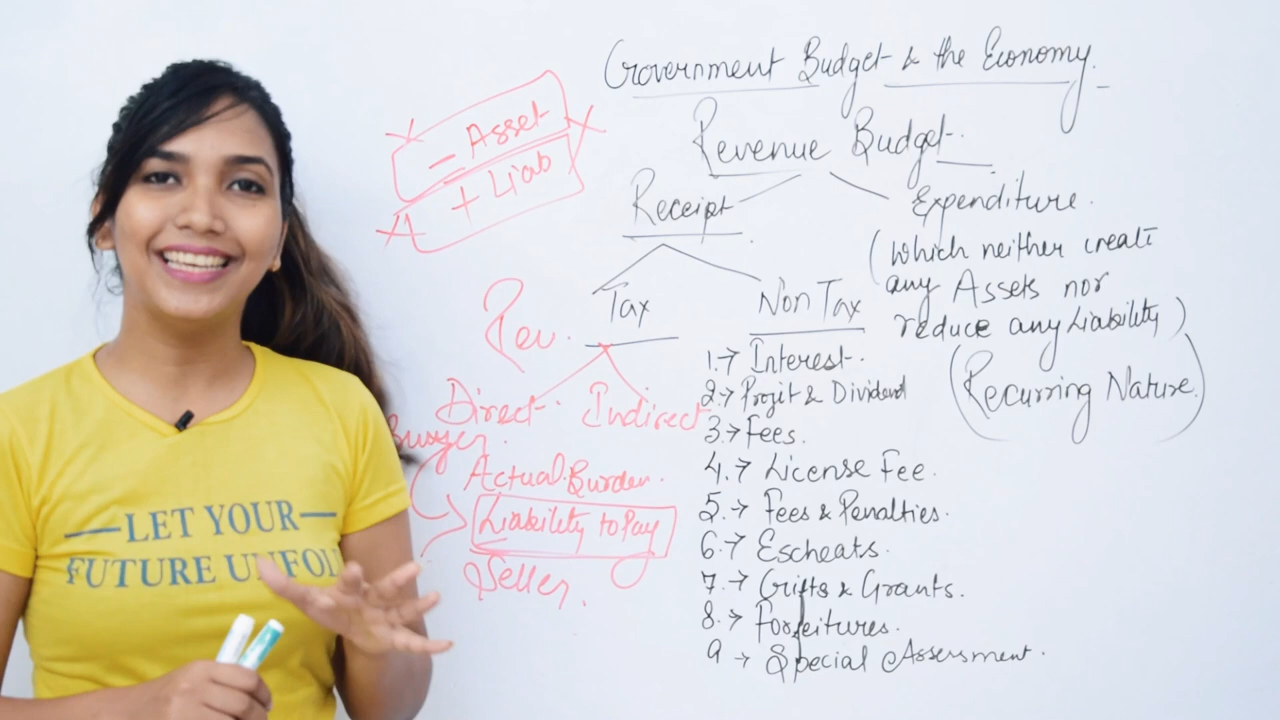 Government Budget & the Economy.
Revenue Budget.
- Asset
+ Liab
Receipt
Expenditure.
(Which neither create
any Assets nor
reduce any Liability)
(Recurring Nature.)
Tax
Non Tax
Rev.
Direct
Indirect
Actual Burden.
Liability to Pay
Seller.
1.→ Interest.
2.→ Profit & Dividend
3.→ Fees.
4.→ License Fee.
5.→ Fees & Penalties.
6.→ Escheats.
7.→ Gifts & Grants.
8.→ Forfeitures.
9 → Special Assessment.
—LET YOUR—
FUTURE UNFOL